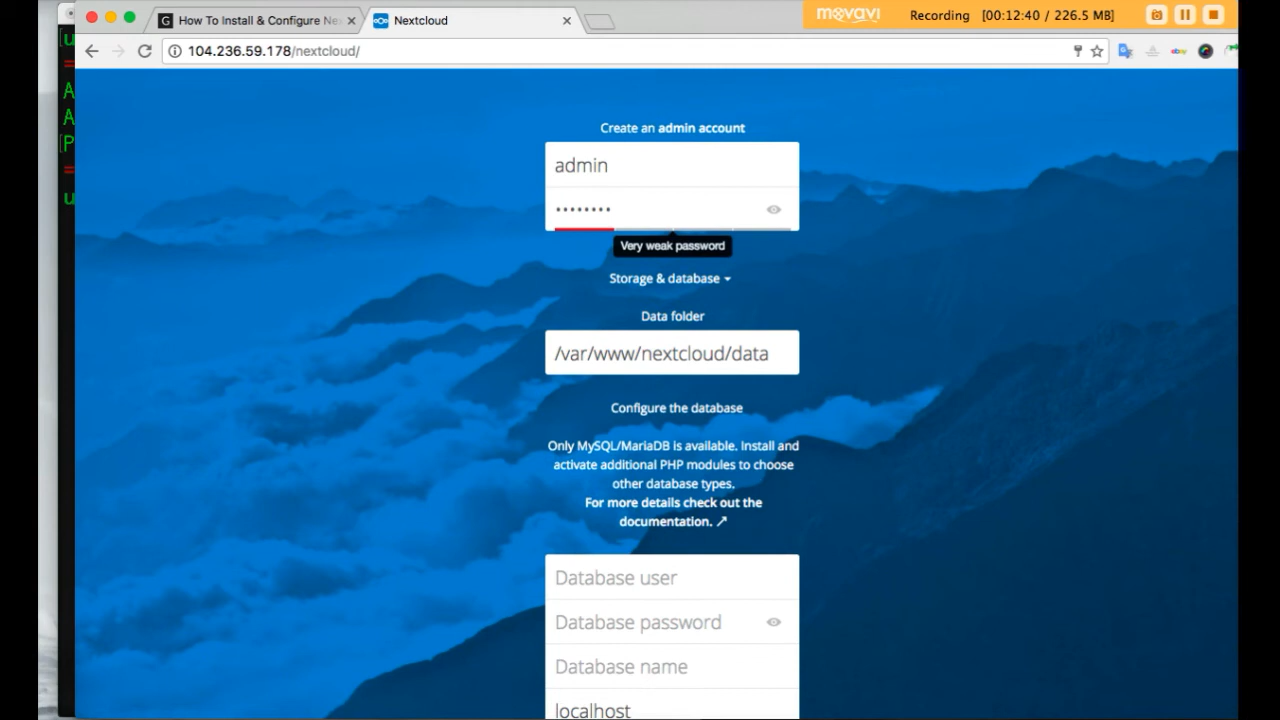 How To Install & Configure Nex
Nextcloud
movavi
Recording [00:12:40 / 226.5 MB]
104.236.59.178/nextcloud/
ebay
[u
=
A
A
[P
=
u
Create an admin account
admin
••••••••
Very weak password
Storage & database
Data folder
/var/www/nextcloud/data
Configure the database
Only MySQL/MariaDB is available. Install and
activate additional PHP modules to choose
other database types.
For more details check out the
documentation. ↗
Database user
Database password
Database name
localhost